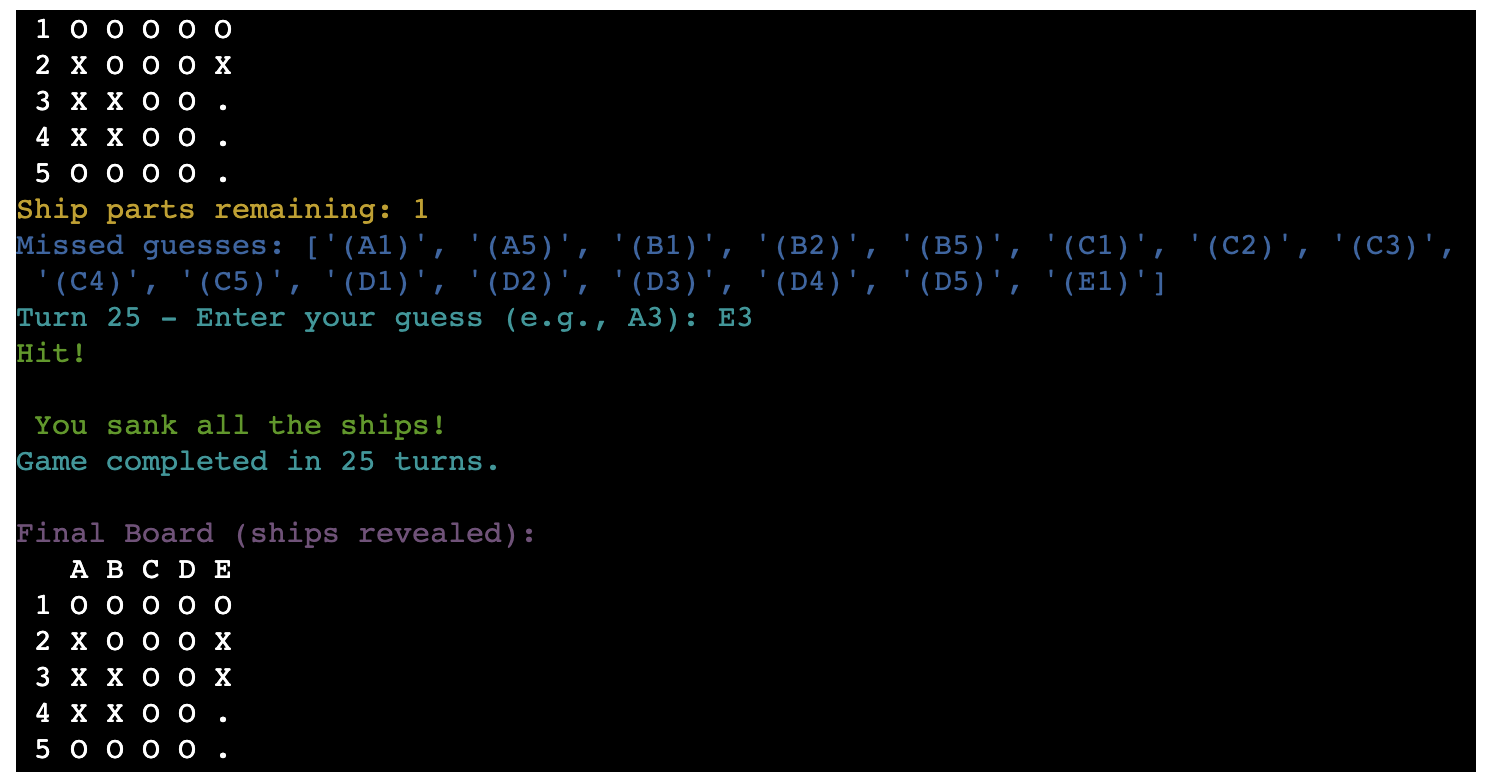 1 O O O O O
2 X O O O X
3 X X O O .
4 X X O O .
5 O O O O .
Ship parts remaining: 1
Missed guesses: ['(A1)', '(A5)', '(B1)', '(B2)', '(B5)', '(C1)', '(C2)', '(C3)',
'(C4)', '(C5)', '(D1)', '(D2)', '(D3)', '(D4)', '(D5)', '(E1)']
Turn 25 – Enter your guess (e.g., A3): E3
Hit!
You sank all the ships!
Game completed in 25 turns.
Final Board (ships revealed):
A B C D E
1 O O O O O
2 X O O O X
3 X X O O X
4 X X O O .
5 O O O O .